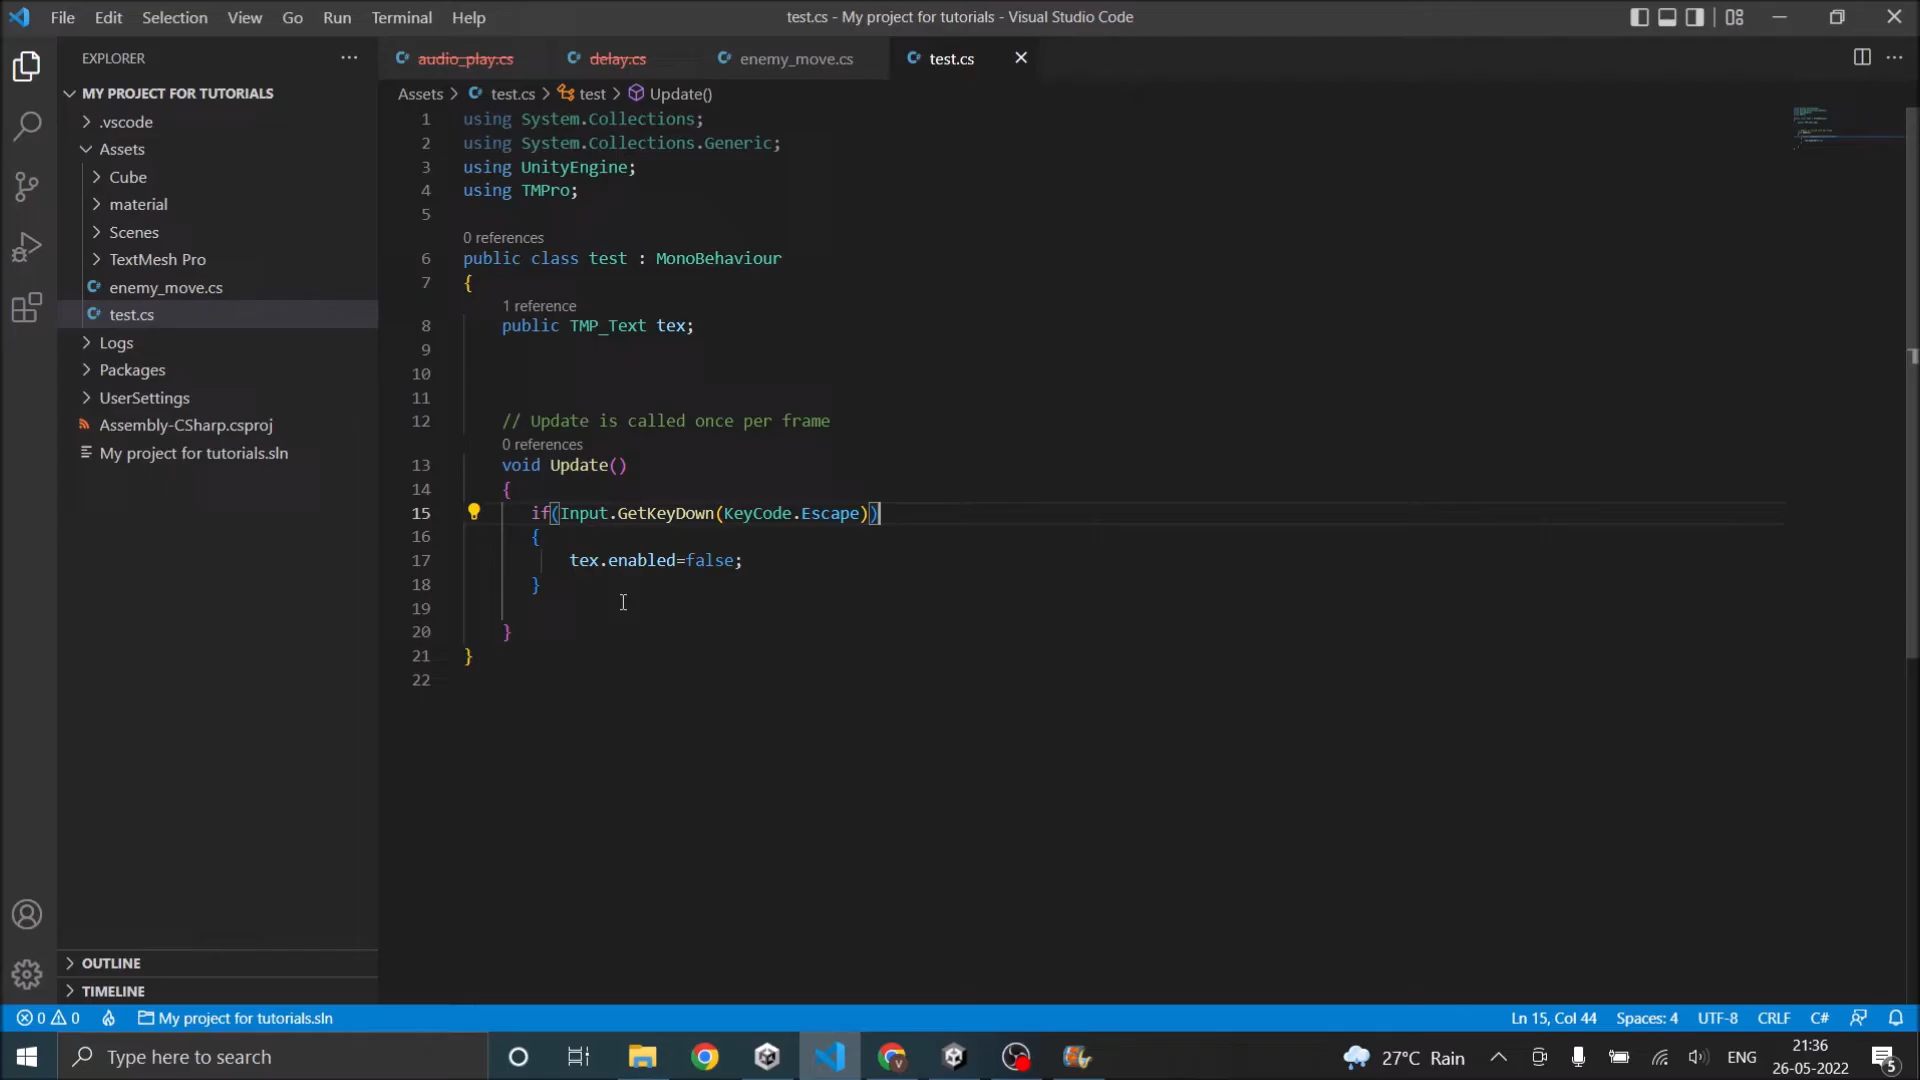 File Edit Selection View Go Run Terminal Help
test.cs - My project for tutorials - Visual Studio Code
EXPLORER
MY PROJECT FOR TUTORIALS
.vscode
Assets
Cube
material
Scenes
TextMesh Pro
enemy_move.cs
test.cs
Logs
Packages
UserSettings
Assembly-CSharp.csproj
My project for tutorials.sln
OUTLINE
TIMELINE
audio_play.cs delay.cs enemy_move.cs test.cs
Assets > test.cs > test > Update()
1 using System.Collections;
2 using System.Collections.Generic;
3 using UnityEngine;
4 using TMPro;
5
0 references
6 public class test : MonoBehaviour
7 {
1 reference
8 public TMP_Text tex;
9
10
11
12 // Update is called once per frame
0 references
13 void Update()
14 {
15 if(Input.GetKeyDown(KeyCode.Escape))
16 {
17 tex.enabled=false;
18 }
19
20 }
21 }
22
0 0 My project for tutorials.sln
Ln 15, Col 44 Spaces: 4 UTF-8 CRLF C#
Type here to search
27°C Rain ENG
21:36
26-05-2022
5